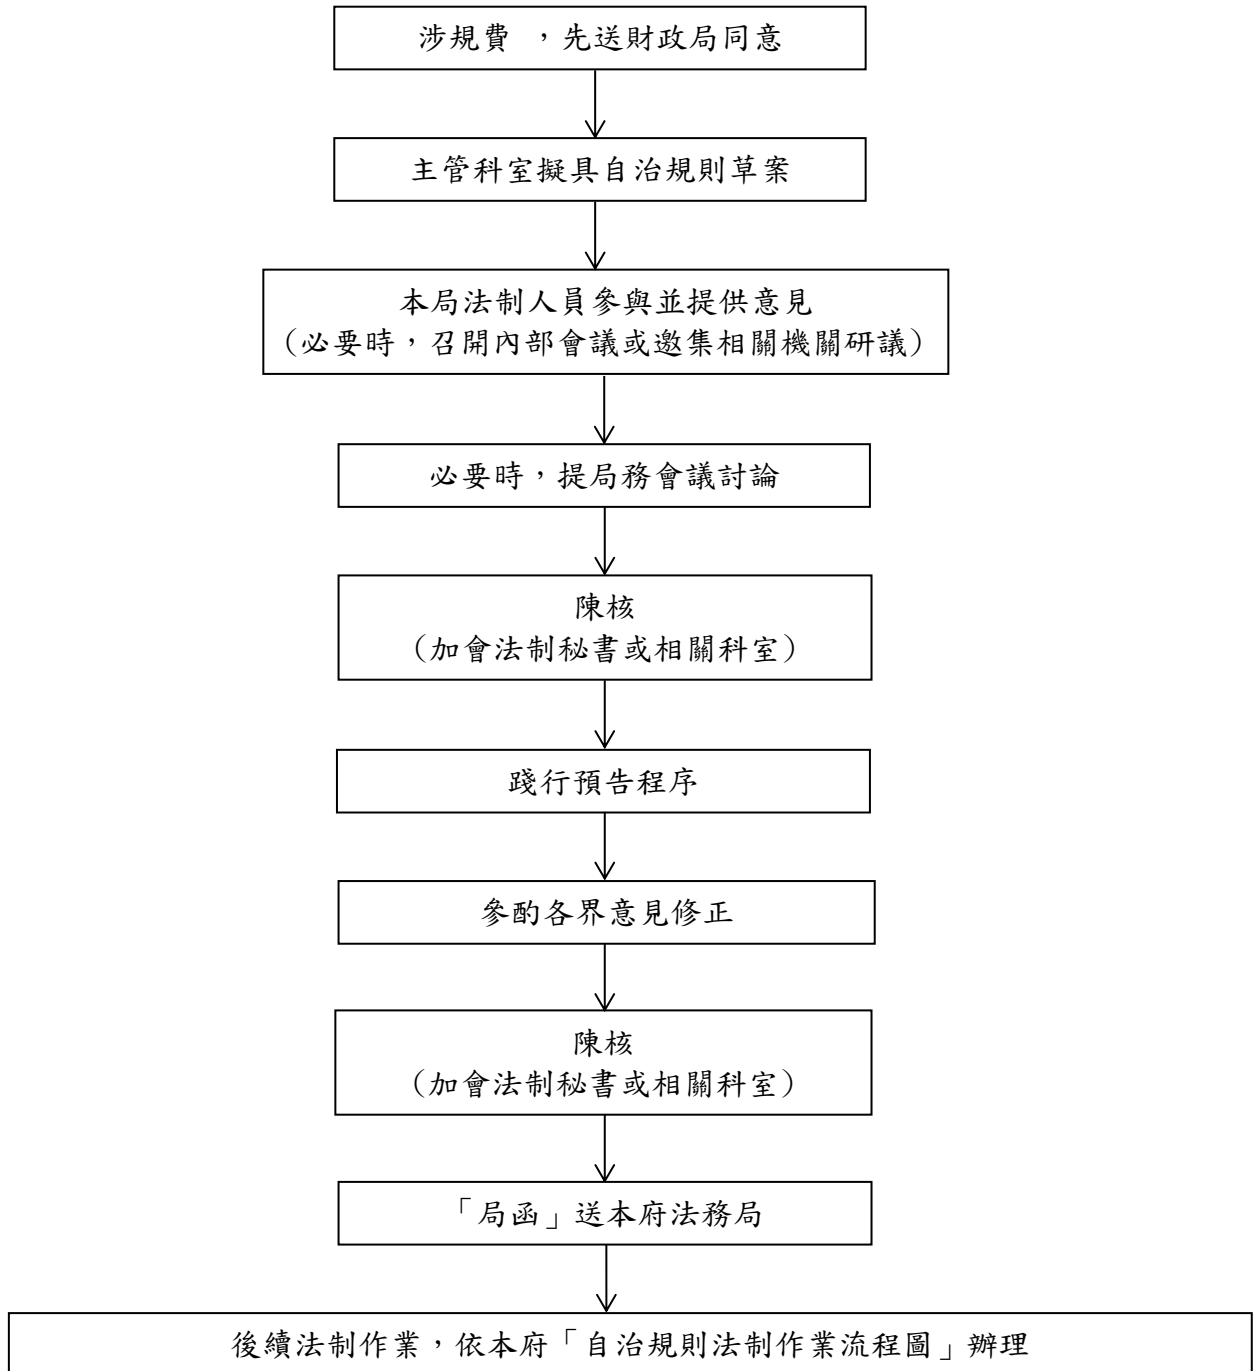 涉規費 ，先送財政局同意
主管科室擬具自治規則草案
本局法制人員參與並提供意見
（必要時，召開內部會議或邀集相關機關研議）
必要時，提局務會議討論
陳核
（加會法制秘書或相關科室）
踐行預告程序
參酌各界意見修正
陳核
（加會法制秘書或相關科室）
「局函」送本府法務局
後續法制作業，依本府「自治規則法制作業流程圖」辦理